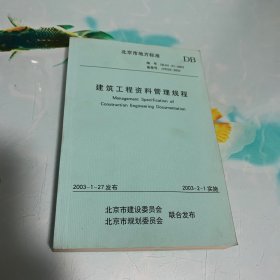 北京市地方标准
DB
建筑工程资料管理规程
Management Specification of
Construction Engineering Documentation
2003-1-27发布
2003-2-1实施
北京市建设委员会
北京市规划委员会
联合发布